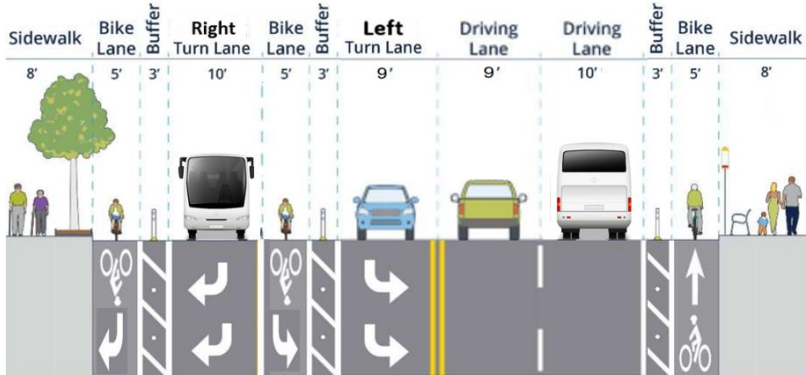 Sidewalk
Bike Lane
Buffer
Right Turn Lane
Bike Lane
Buffer
Left Turn Lane
Driving Lane
Driving Lane
Buffer
Bike Lane
Sidewalk
8' 5' 3' 10' 5' 3' 9' 9' 10' 3' 5' 8'